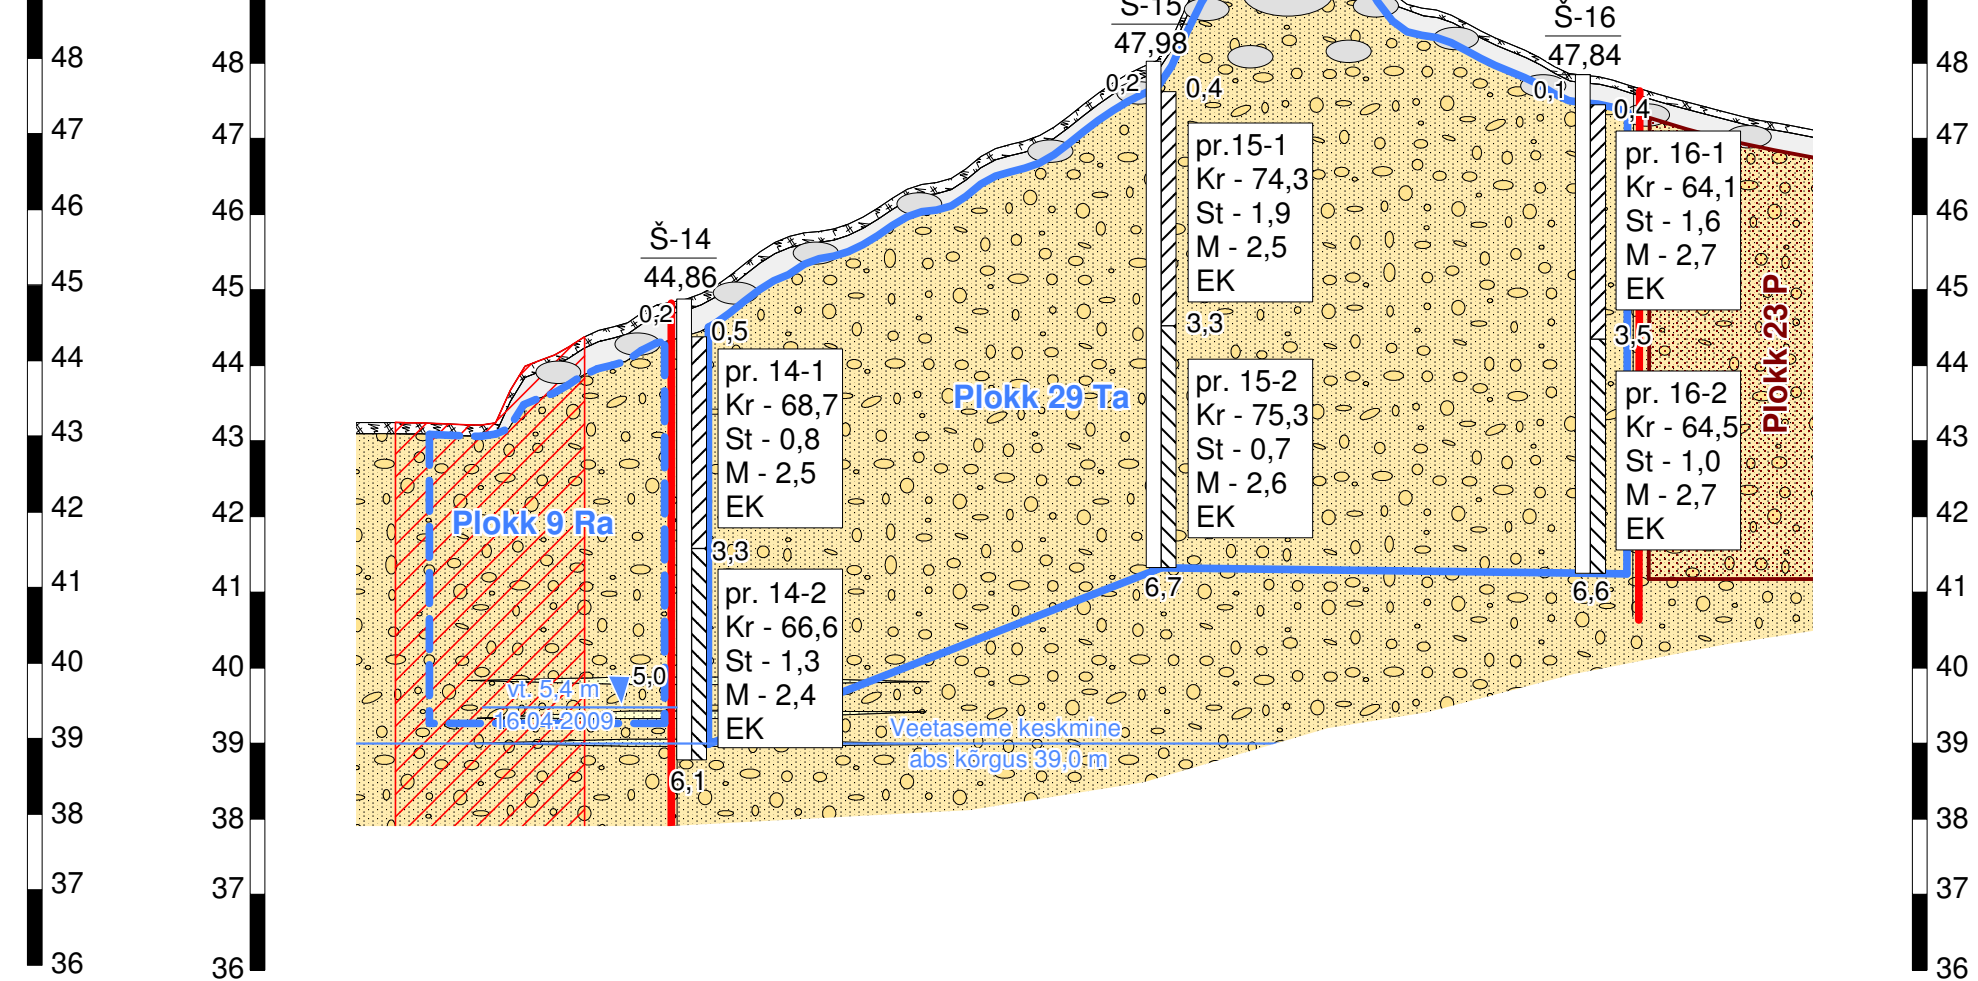 48
47
46
45
44
43
42
41
40
39
38
37
36
48
47
46
45
44
43
42
41
40
39
38
37
36
Š-14
44,86
0,2
0,5
pr. 14-1
Kr - 68,7
St - 0,8
M - 2,5
EK
3,3
pr. 14-2
Kr - 66,6
St - 1,3
M - 2,4
EK
5,0
6,1
Plokk 9 Ra
vt. 5,4 m
16.04.2009
Š-15
47,98
0,2
0,4
pr.15-1
Kr - 74,3
St - 1,9
M - 2,5
EK
3,3
pr. 15-2
Kr - 75,3
St - 0,7
M - 2,6
EK
6,7
Plokk 29 Ta
Veetaseme keskmine
abs kõrgus 39,0 m
Š-16
47,84
0,1
0,4
pr. 16-1
Kr - 64,1
St - 1,6
M - 2,7
EK
3,5
pr. 16-2
Kr - 64,5
St - 1,0
M - 2,7
EK
6,6
Plokk 23 P
48
47
46
45
44
43
42
41
40
39
38
37
36